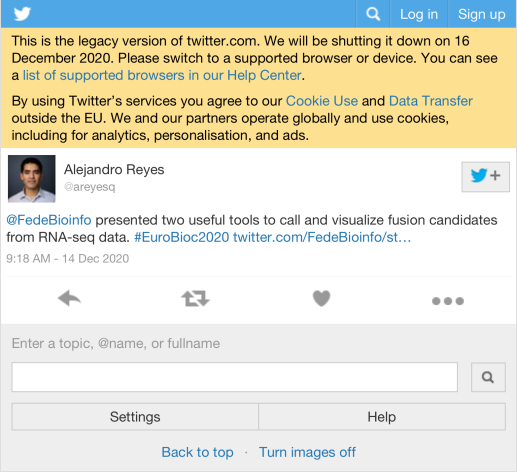 Log in
Sign up
This is the legacy version of twitter.com. We will be shutting it down on 16
December 2020. Please switch to a supported browser or device. You can see
a list of supported browsers in our Help Center.
By using Twitter’s services you agree to our Cookie Use and Data Transfer
outside the EU. We and our partners operate globally and use cookies,
including for analytics, personalisation, and ads.
Alejandro Reyes
@areyesq
@FedeBioinfo presented two useful tools to call and visualize fusion candidates
from RNA-seq data. #EuroBioc2020 twitter.com/FedeBioinfo/st…
9:18 AM - 14 Dec 2020
Enter a topic, @name, or fullname
Settings
Help
Back to top · Turn images off